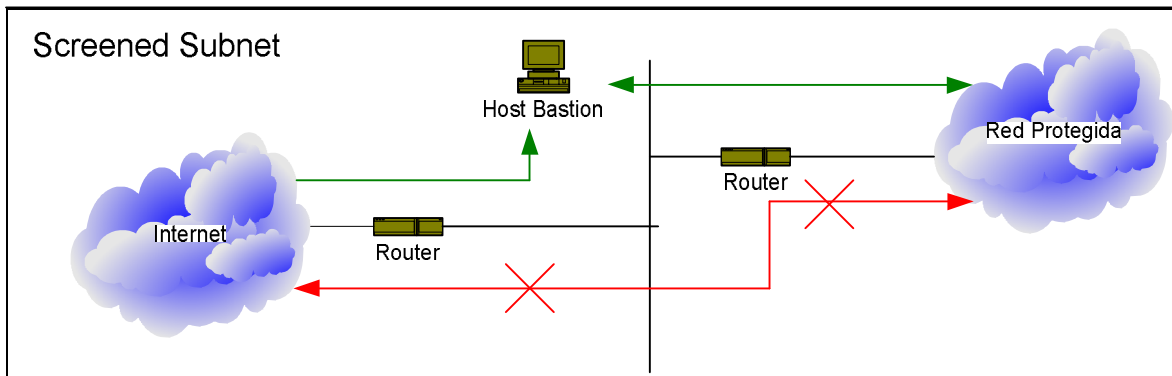 Screened Subnet
Host Bastion
Red Protegida
Router
Internet
Router